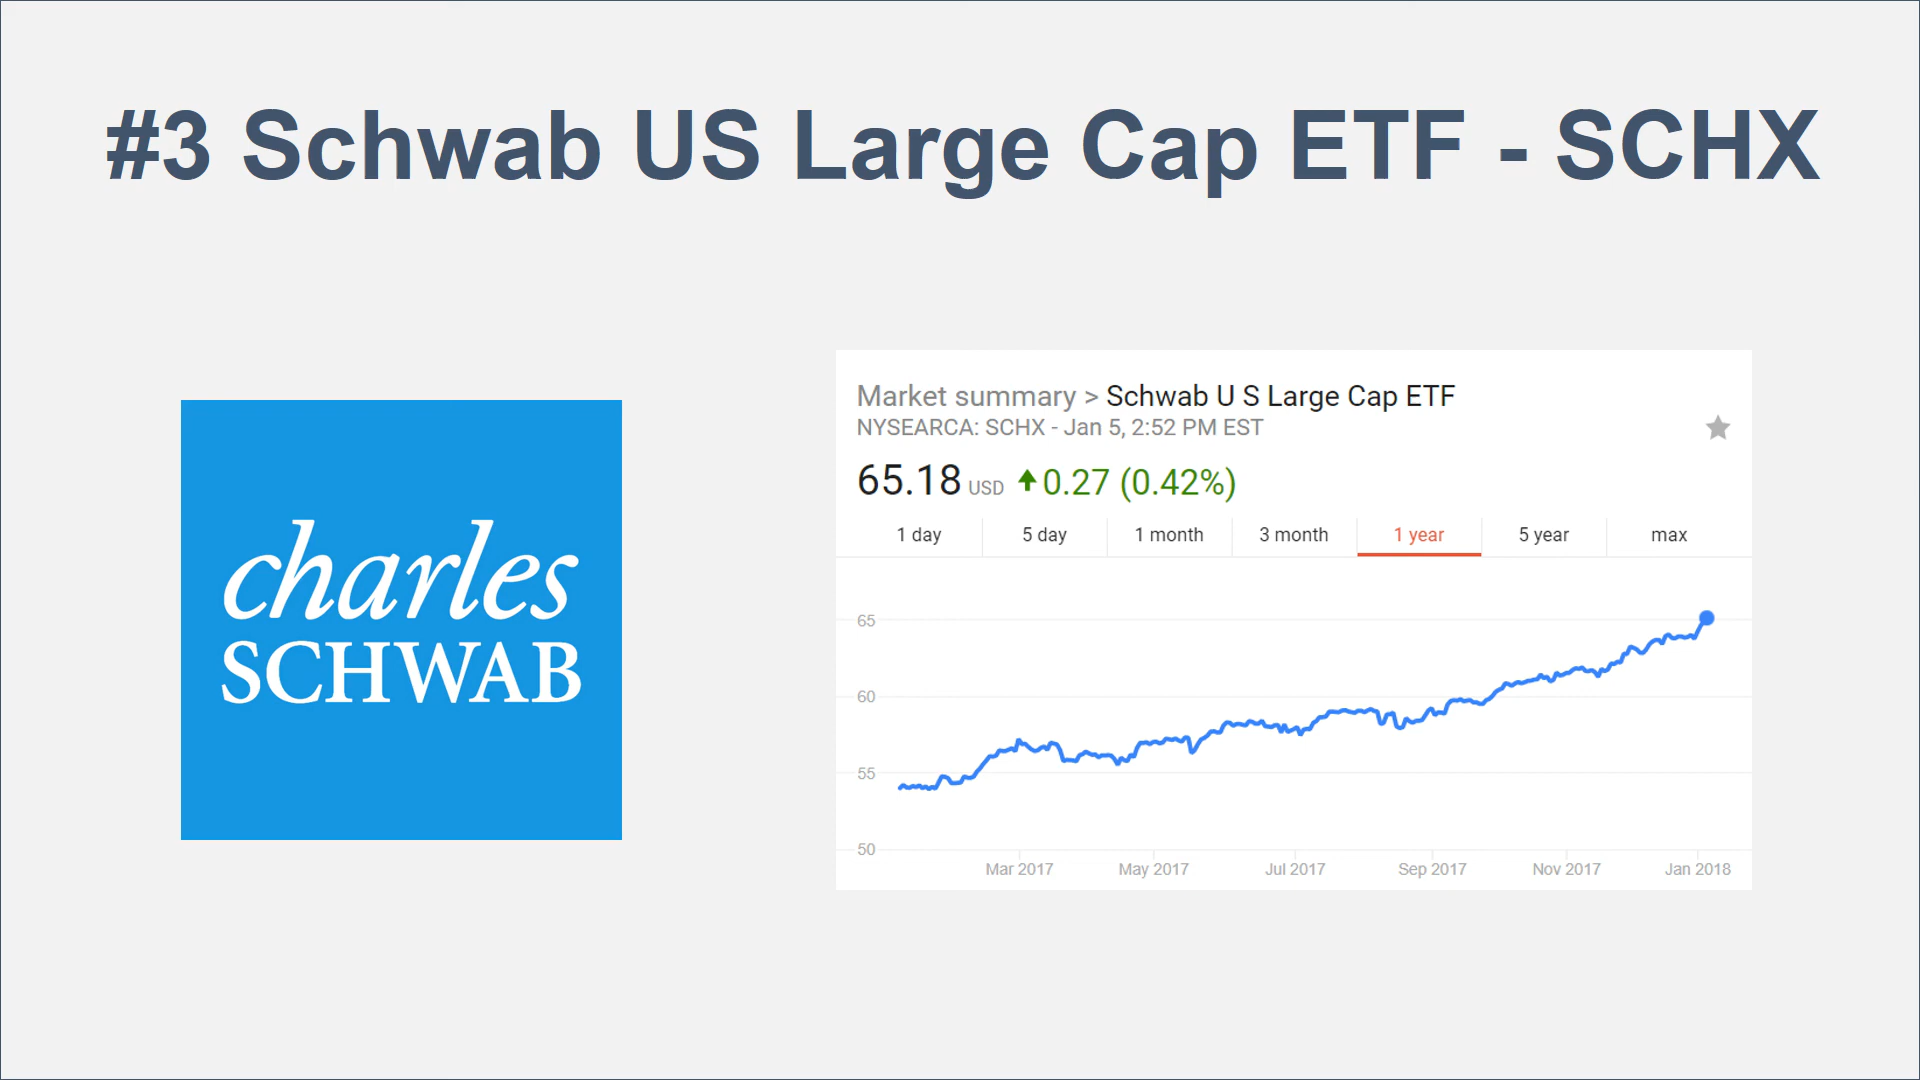 #3 Schwab US Large Cap ETF - SCHX
charles
SCHWAB
Market summary > Schwab U S Large Cap ETF
NYSEARCA: SCHX - Jan 5, 2:52 PM EST
65.18 USD 0.27 (0.42%)
1 day 5 day 1 month 3 month 1 year 5 year max
65
60
55
50
Mar 2017 May 2017 Jul 2017 Sep 2017 Nov 2017 Jan 2018